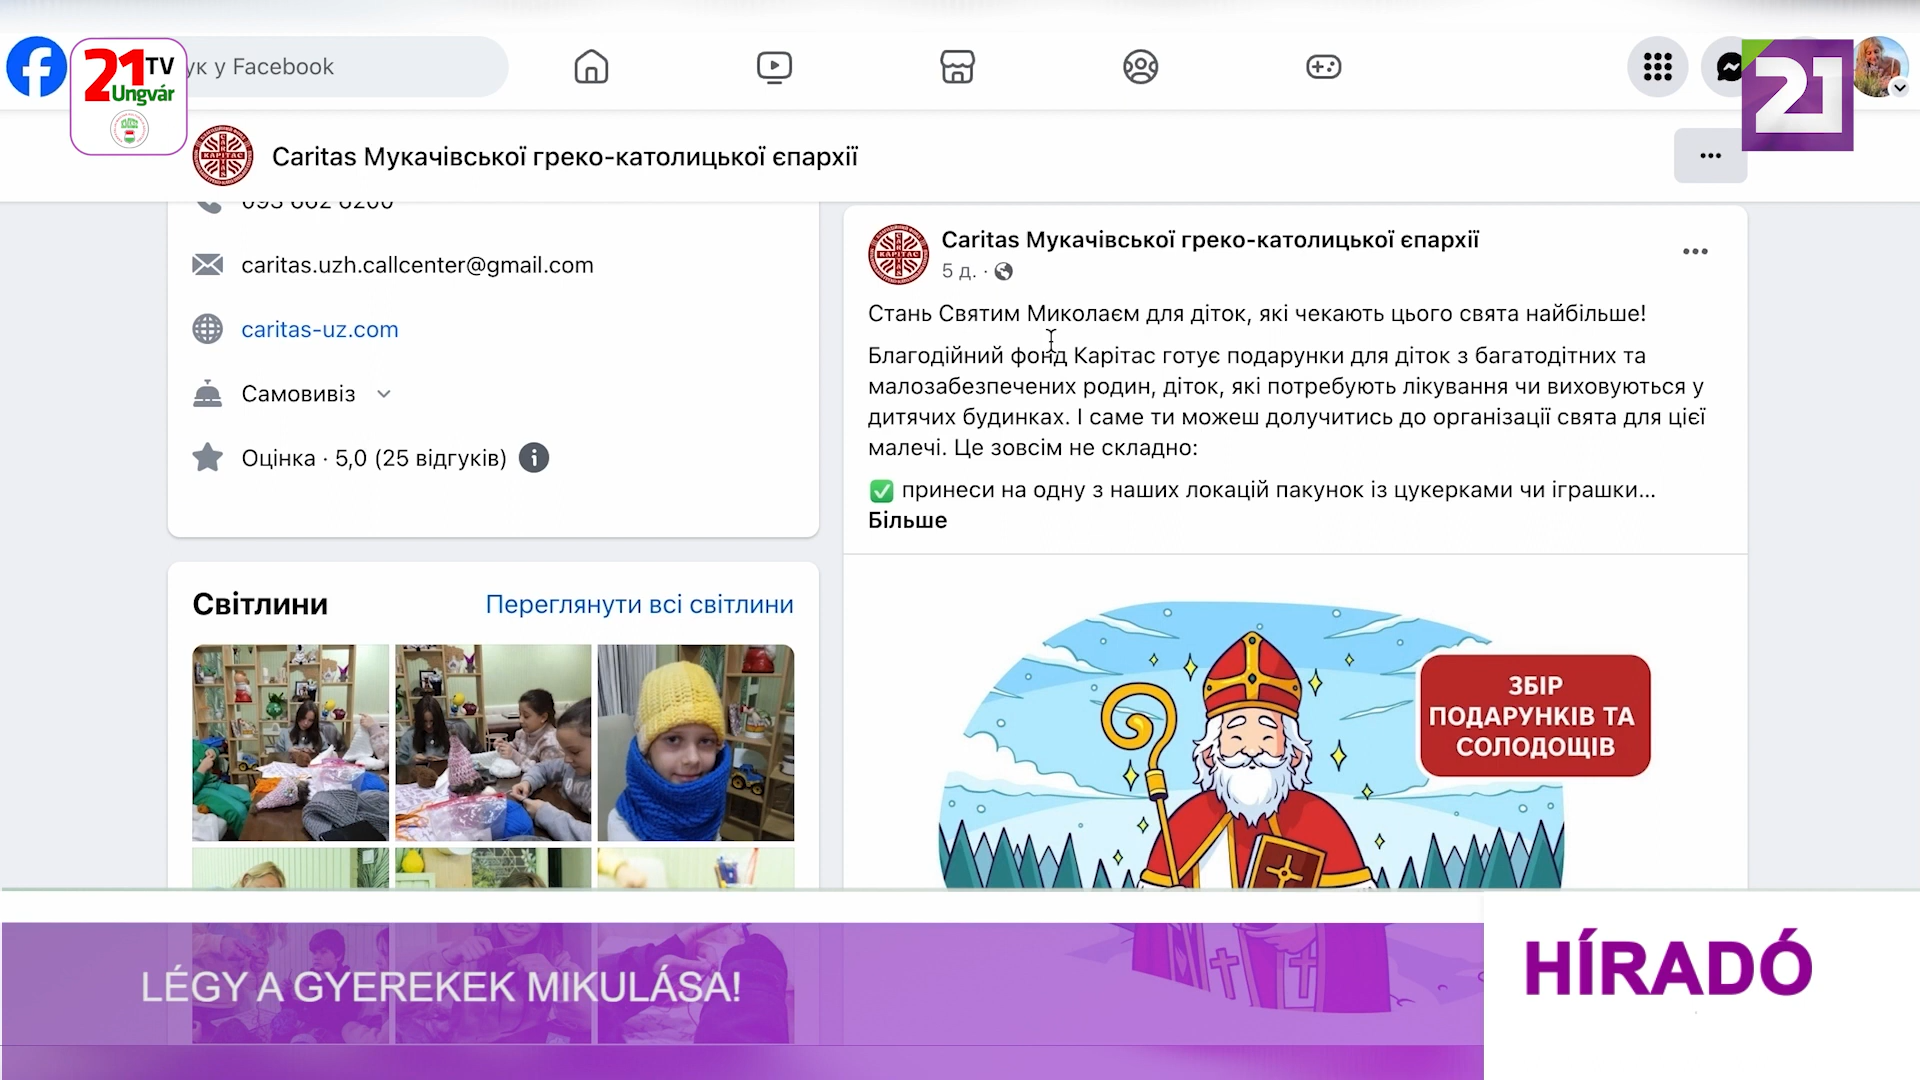 ук у Facebook
21 TV
Ungvár
21
Caritas Мукачівської греко-католицької єпархії
caritas.uzh.callcenter@gmail.com
caritas-uz.com
Самовивіз
Оцінка · 5,0 (25 відгуків)
Світлини
Переглянути всі світлини
Caritas Мукачівської греко-католицької єпархії
5 д. ·
Стань Святим Миколаєм для діток, які чекають цього свята найбільше!
Благодійний фонд Карітас готує подарунки для діток з багатодітних та
малозабезпечених родин, діток, які потребують лікування чи виховуються у
дитячих будинках. І саме ти можеш долучитись до організації свята для цієї
малечі. Це зовсім не складно:
✅ принеси на одну з наших локацій пакунок із цукерками чи іграшки...
Більше
ЗБІР
ПОДАРУНКІВ ТА
СОЛОДОЩІВ
LÉGY A GYEREKEK MIKULÁSA!
HÍRADÓ